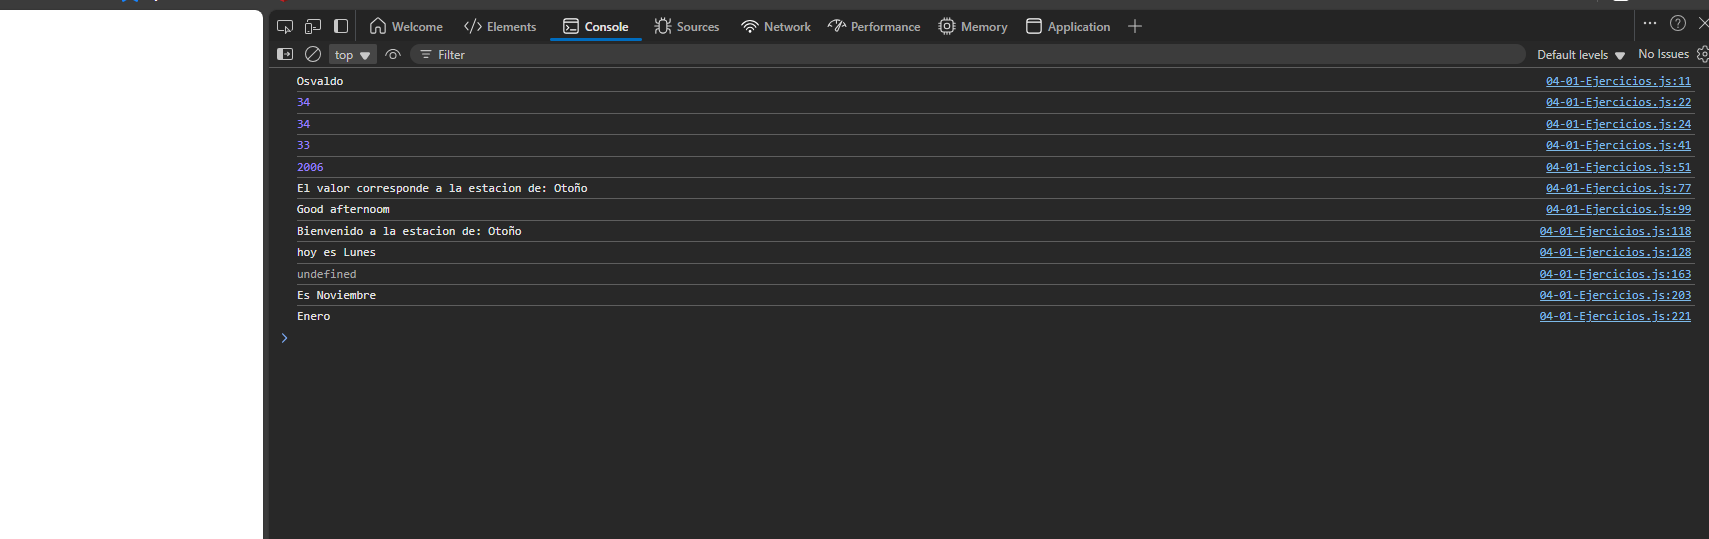 Welcome Elements Console Sources Network Performance Memory Application
top Filter Default levels No Issues
Osvaldo 04-01-Ejercicios.js:11
34 04-01-Ejercicios.js:22
34 04-01-Ejercicios.js:24
33 04-01-Ejercicios.js:41
2006 04-01-Ejercicios.js:51
El valor corresponde a la estacion de: Otoño 04-01-Ejercicios.js:77
Good afternoom 04-01-Ejercicios.js:99
Bienvenido a la estacion de: Otoño 04-01-Ejercicios.js:118
hoy es Lunes 04-01-Ejercicios.js:128
undefined 04-01-Ejercicios.js:163
Es Noviembre 04-01-Ejercicios.js:203
Enero 04-01-Ejercicios.js:221